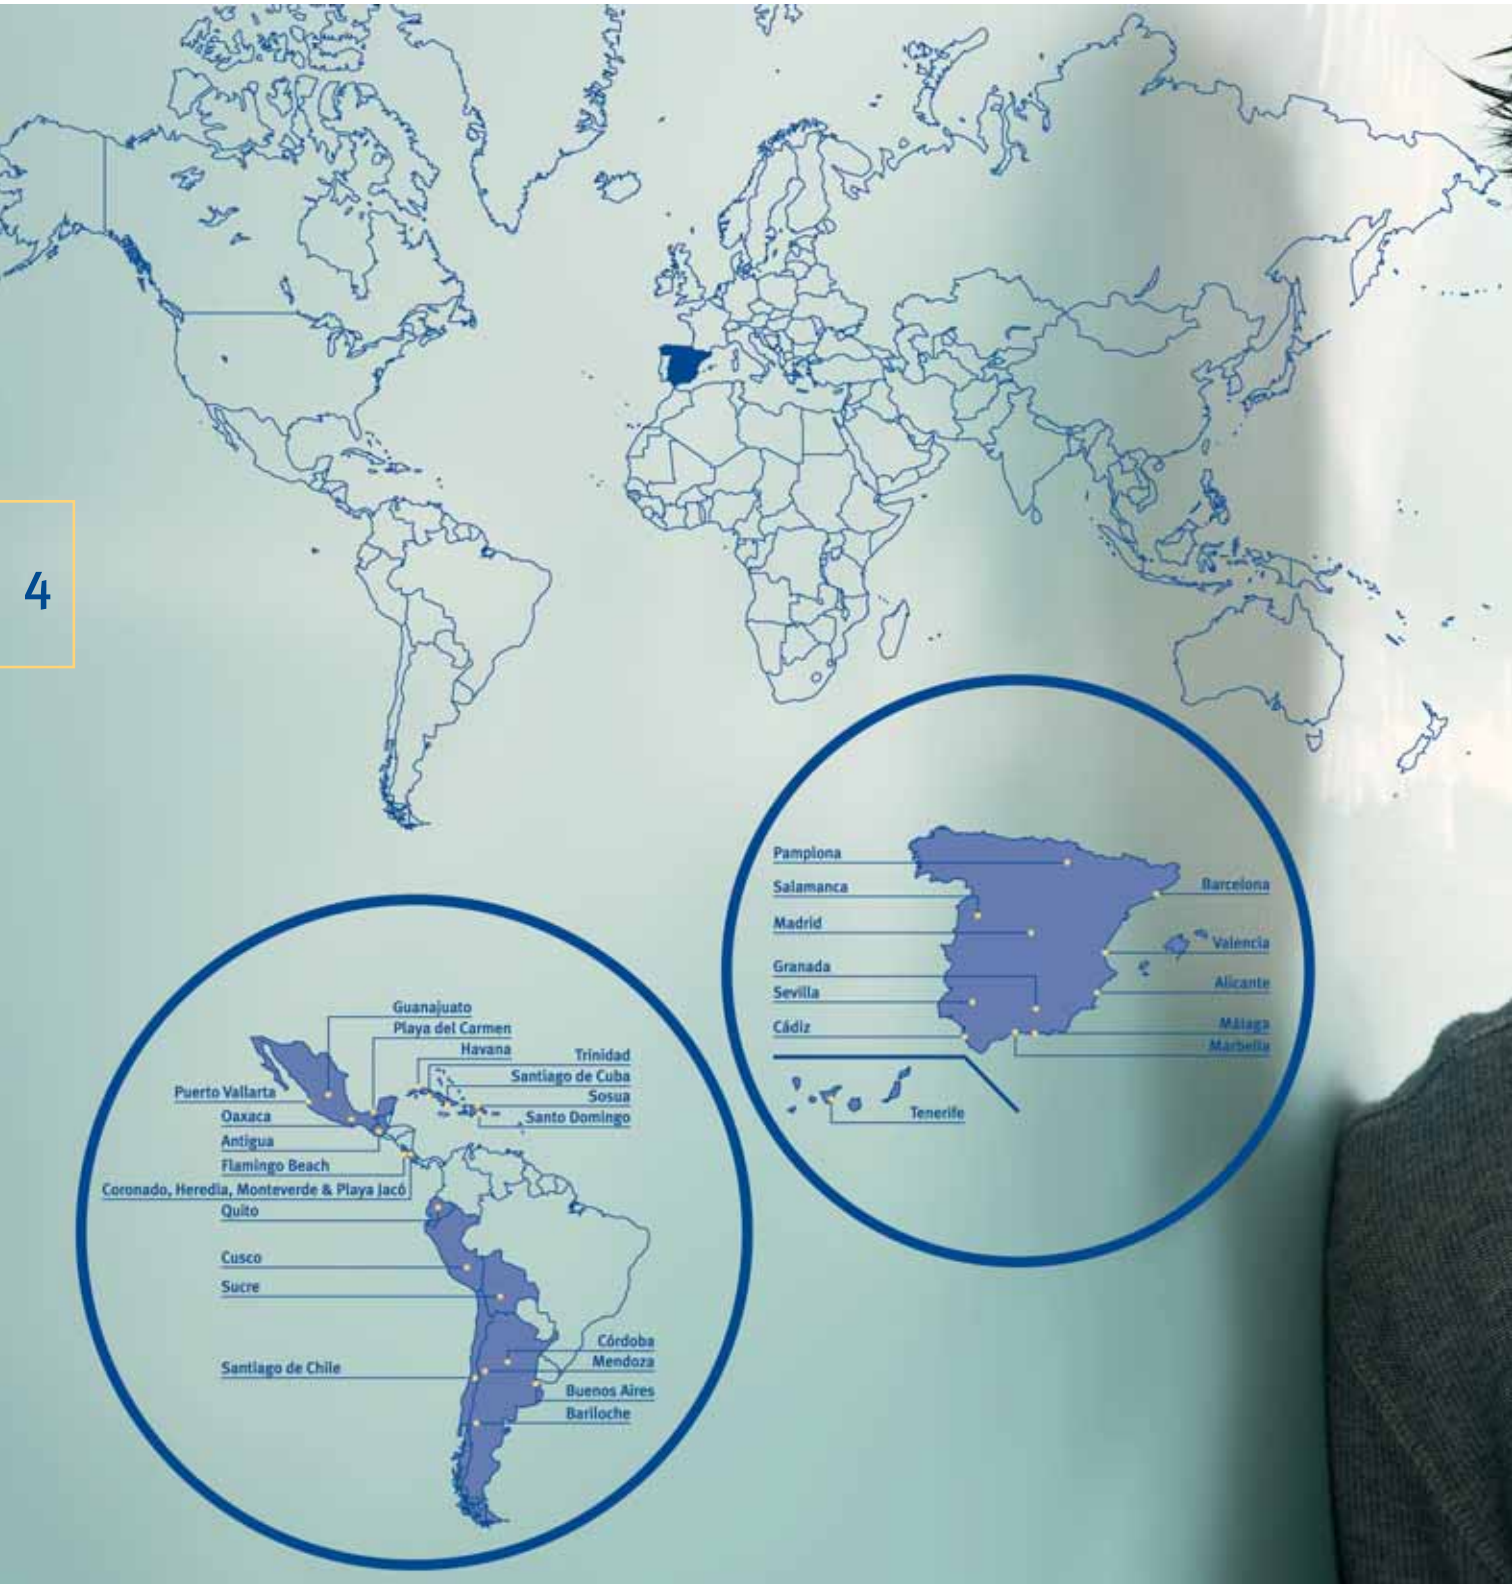 4
Pamplona
Salamanca
Madrid
Granada
Sevilla
Cádiz
Barcelona
Valencia
Alicante
Málaga
Marbella
Tenerife
Guanajuato
Playa del Carmen
Havana
Trinidad
Santiago de Cuba
Sosua
Santo Domingo
Puerto Vallarta
Oaxaca
Antigua
Flamingo Beach
Coronado, Heredia, Monteverde & Playa Jacó
Quito
Cusco
Sucre
Santiago de Chile
Córdoba
Mendoza
Buenos Aires
Bariloche